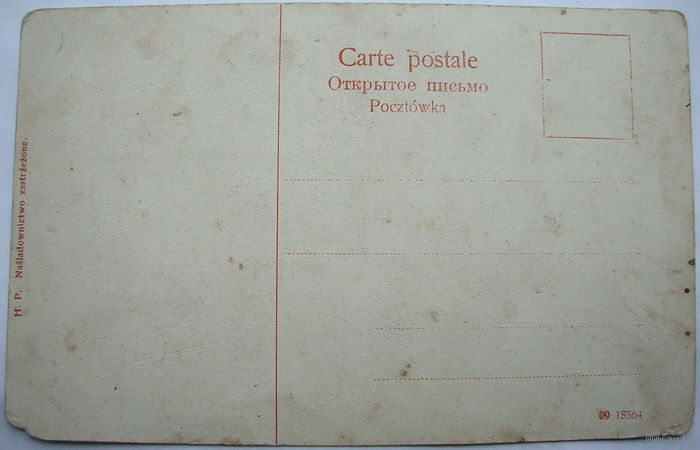 Carte postale
Открытое письмо
Pocztówka
H. P. Naśladownictwo zastrzeżone.
09 18564